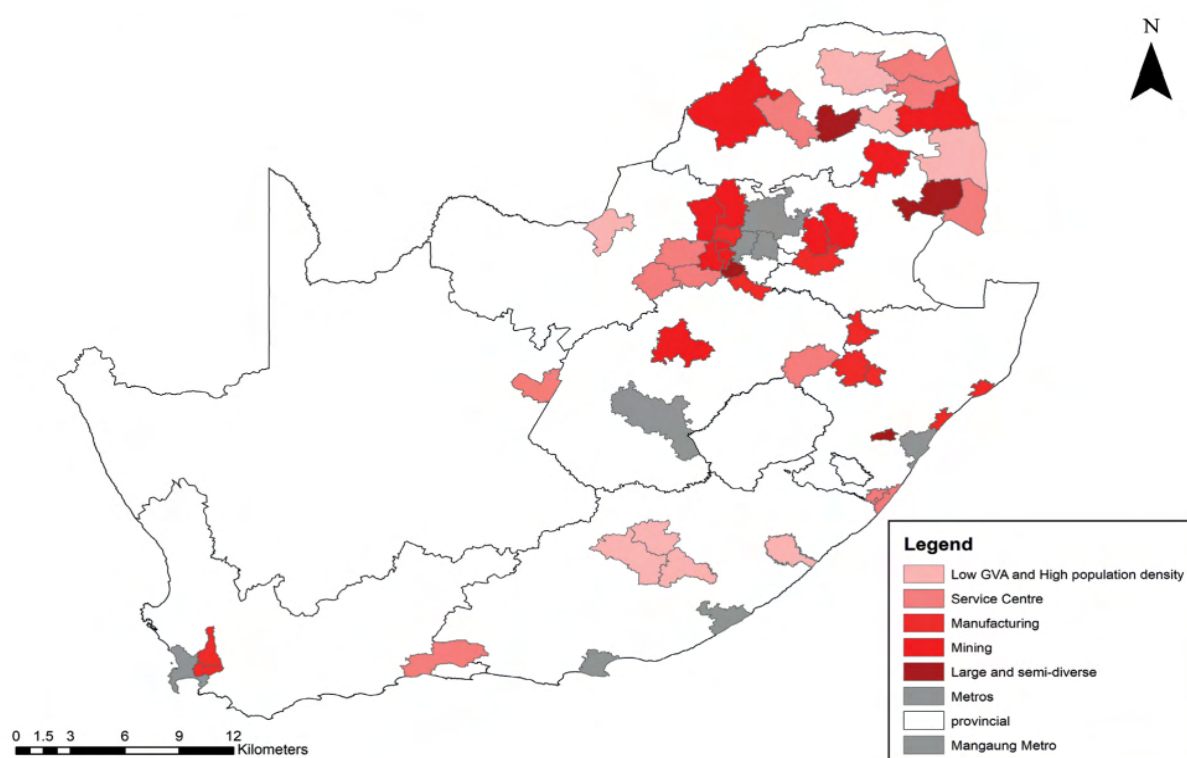 N
Legend
Low GVA and High population density
Service Centre
Manufacturing
Mining
Large and semi-diverse
Metros
provincial
Mangaung Metro
0 1.5 3 6 9 12
Kilometers